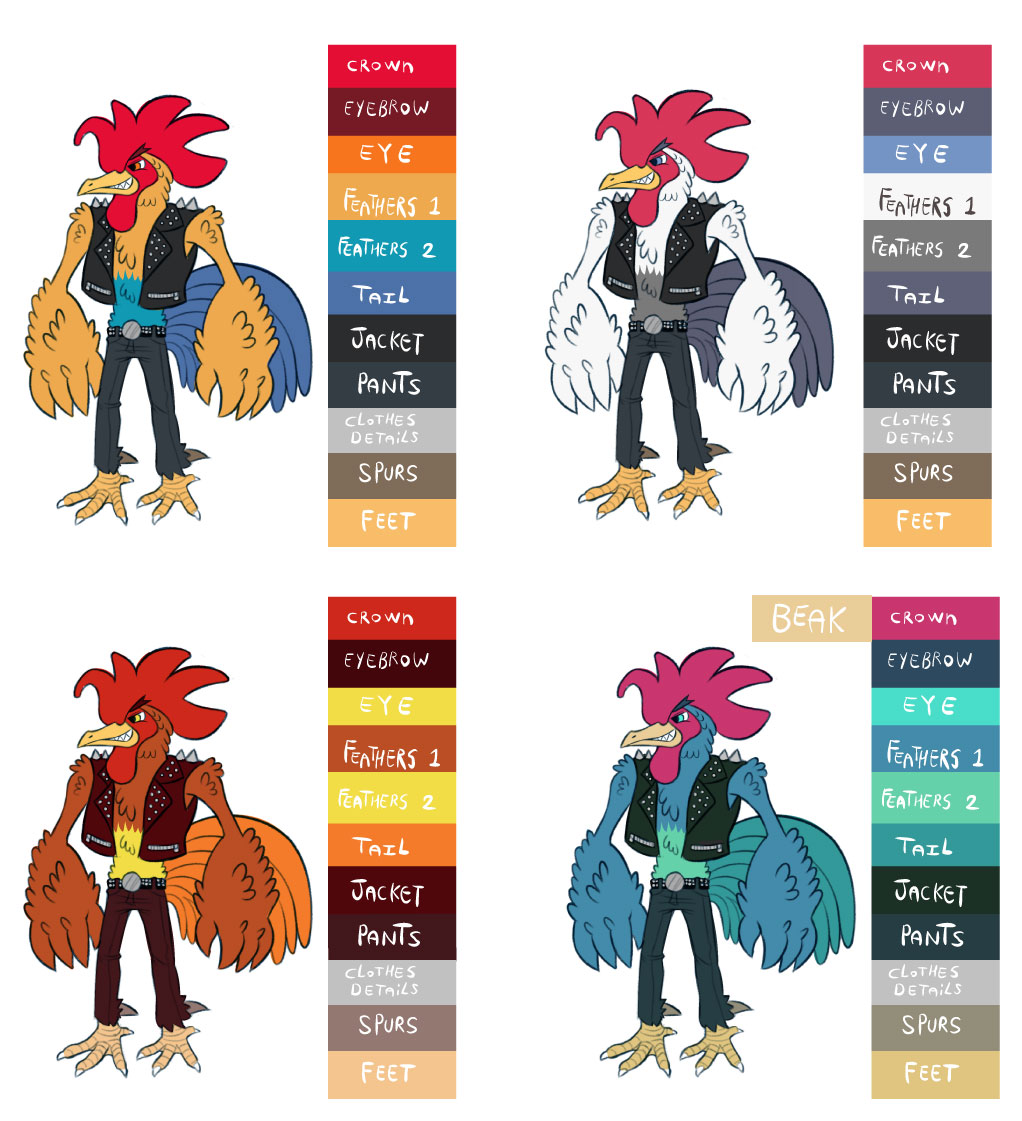 CROWN
EYEBROW
EYE
FEATHERS 1
FEATHERS 2
TAIL
JACKET
PANTS
CLOTHES
DETAILS
SPURS
FEET
CROWN
EYEBROW
EYE
FEATHERS 1
FEATHERS 2
TAIL
JACKET
PANTS
CLOTHES
DETAILS
SPURS
FEET
CROWN
EYEBROW
EYE
FEATHERS 1
FEATHERS 2
TAIL
JACKET
PANTS
CLOTHES
DETAILS
SPURS
FEET
BEAK
CROWN
EYEBROW
EYE
FEATHERS 1
FEATHERS 2
TAIL
JACKET
PANTS
CLOTHES
DETAILS
SPURS
FEET